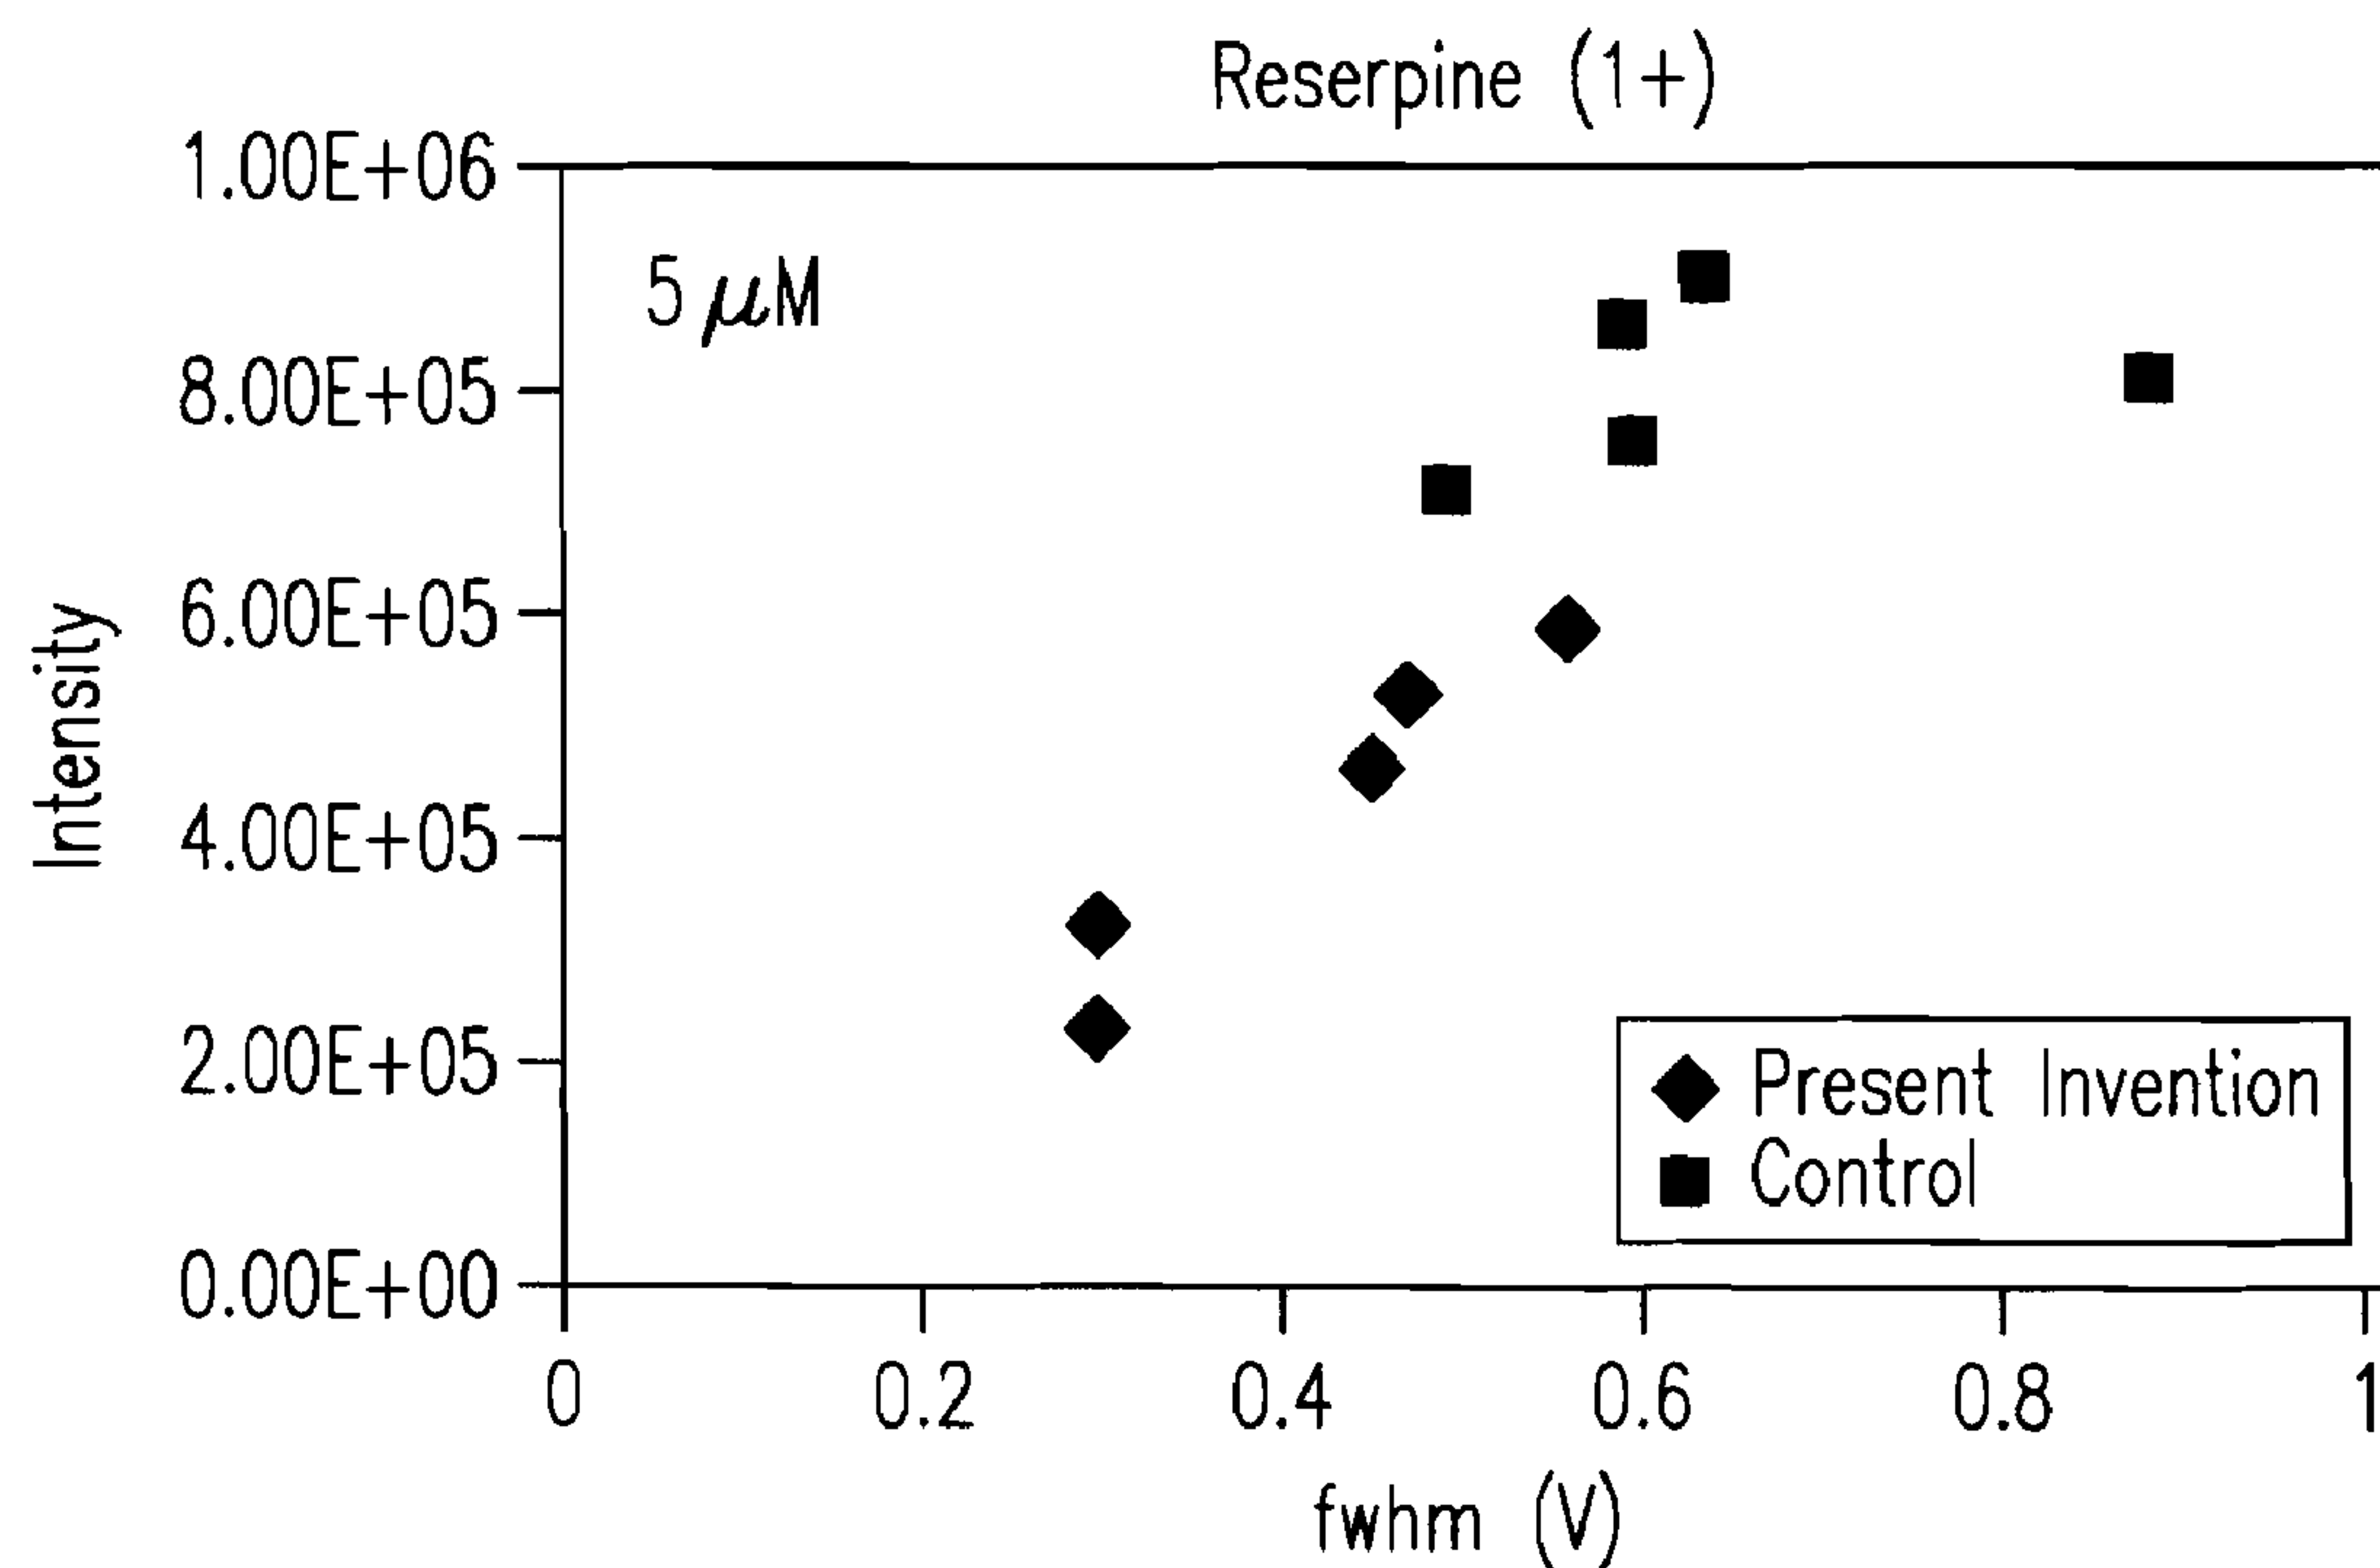 Reserpine (1+)
1.00E+06
5 μM
8.00E+05
6.00E+05
Intensity
4.00E+05
2.00E+05
Present Invention
Control
0.00E+00
0 0.2 0.4 0.6 0.8 1
fwhm (V)